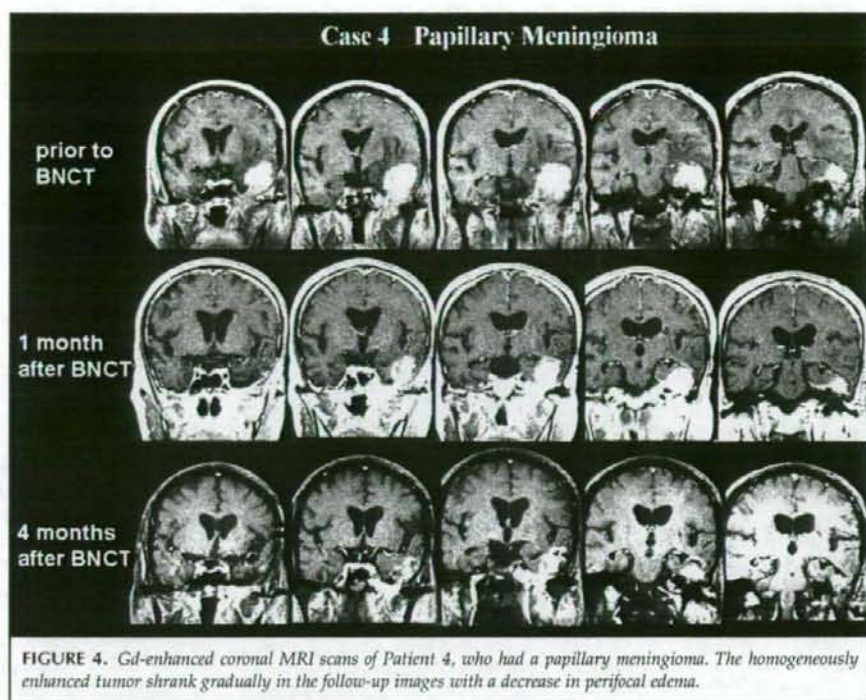 Case 4 Papillary Meningioma
prior to
BNCT
1 month
after BNCT
4 months
after BNCT
FIGURE 4. Gd-enhanced coronal MRI scans of Patient 4, who had a papillary meningioma. The homogeneously
enhanced tumor shrank gradually in the follow-up images with a decrease in perifocal edema.